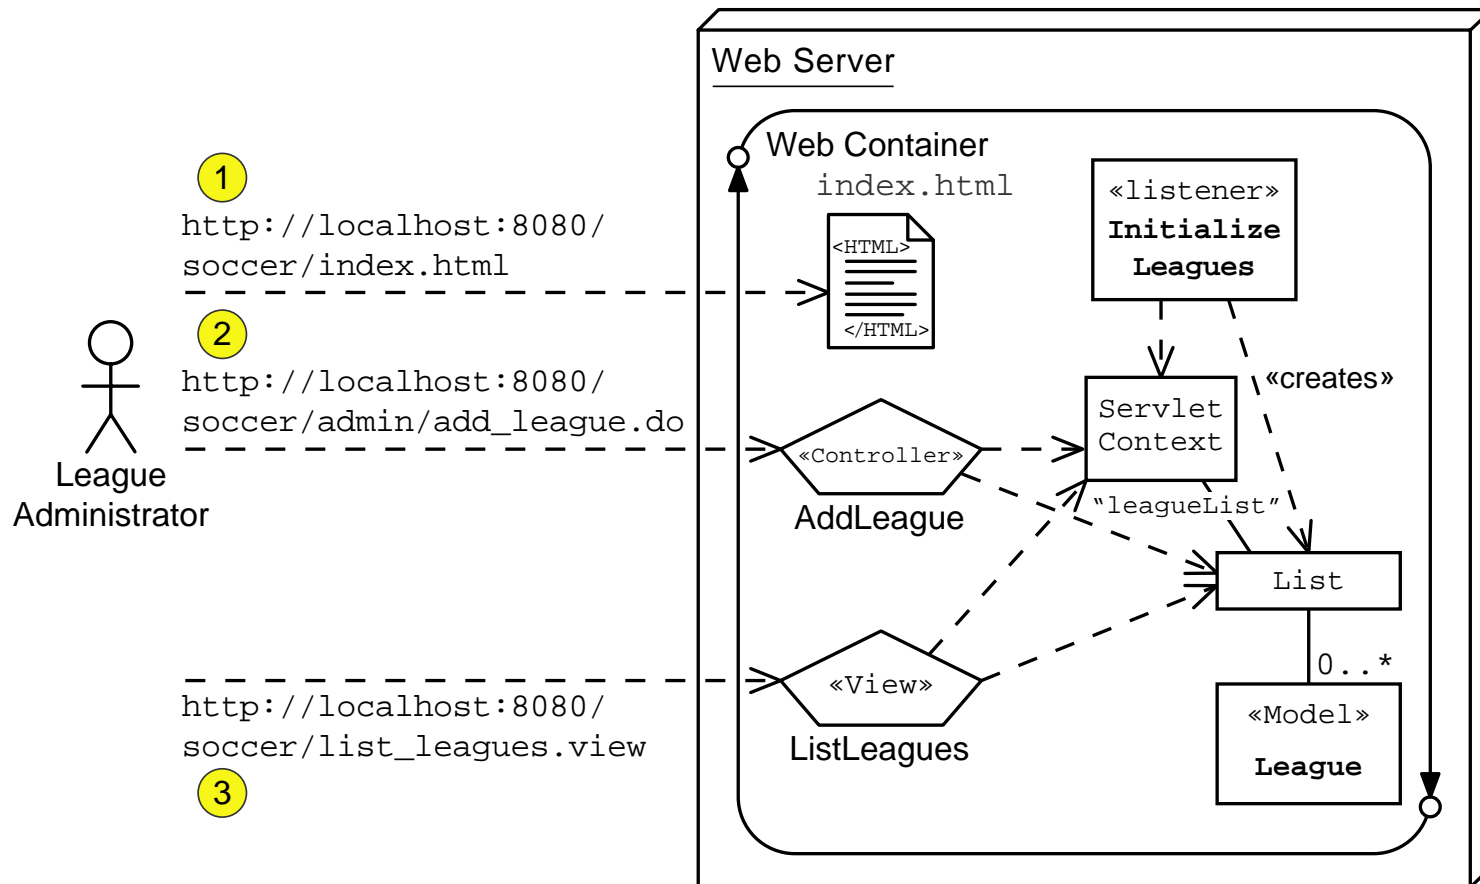 Web Server
Web Container
index.html
<HTML>
</HTML>
«listener»
Initialize
Leagues
1
http://localhost:8080/
soccer/index.html
2
http://localhost:8080/
soccer/admin/add_league.do
League
Administrator
«Controller»
AddLeague
Servlet
Context
«creates»
“leagueList”
List
0..*
«Model»
League
«View»
ListLeagues
http://localhost:8080/
soccer/list_leagues.view
3